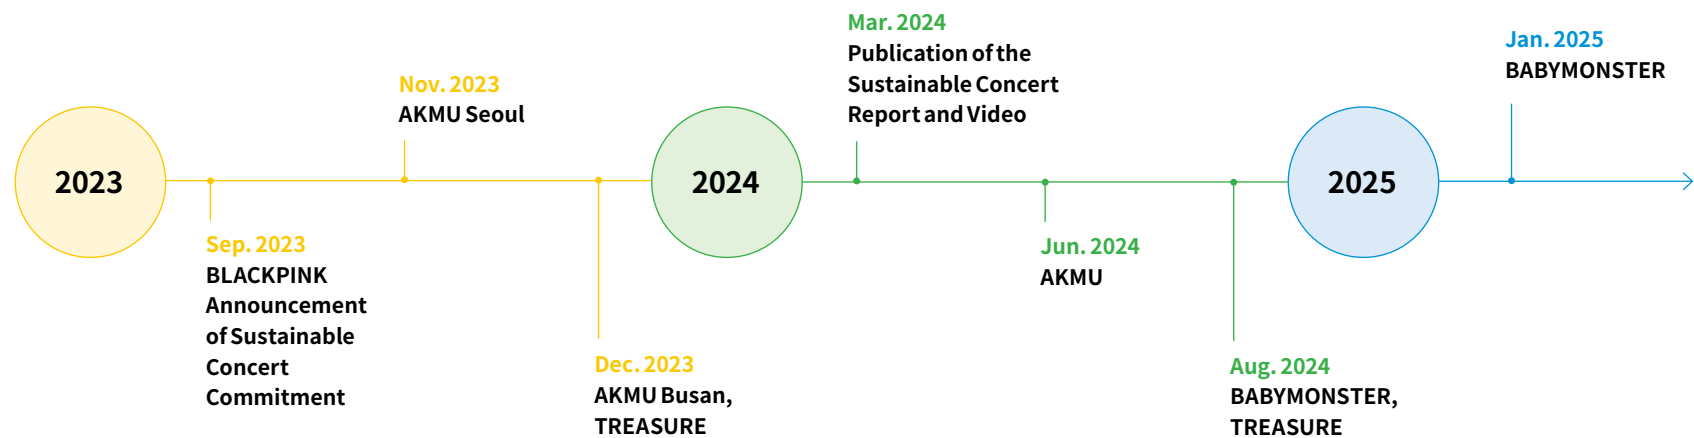 2023
Sep. 2023
BLACKPINK
Announcement
of Sustainable
Concert
Commitment
Nov. 2023
AKMU Seoul
Dec. 2023
AKMU Busan,
TREASURE
2024
Mar. 2024
Publication of the
Sustainable Concert
Report and Video
Jun. 2024
AKMU
Aug. 2024
BABYMONSTER,
TREASURE
2025
Jan. 2025
BABYMONSTER